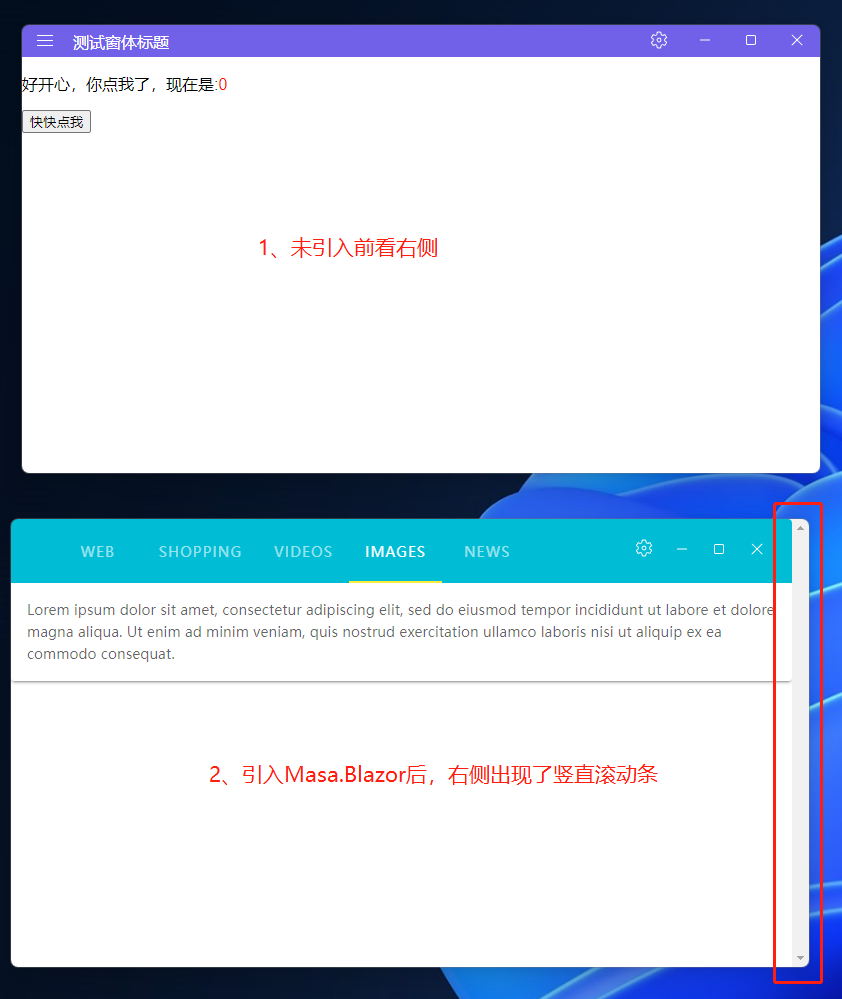 测试窗体标题
好开心，你点我了，现在是:0
快快点我
1、未引入前看右侧
WEB SHOPPING VIDEOS IMAGES NEWS
Lorem ipsum dolor sit amet, consectetur adipiscing elit, sed do eiusmod tempor incididunt ut labore et dolore
magna aliqua. Ut enim ad minim veniam, quis nostrud exercitation ullamco laboris nisi ut aliquip ex ea
commodo consequat.
2、引入Masa.Blazor后，右侧出现了竖直滚动条